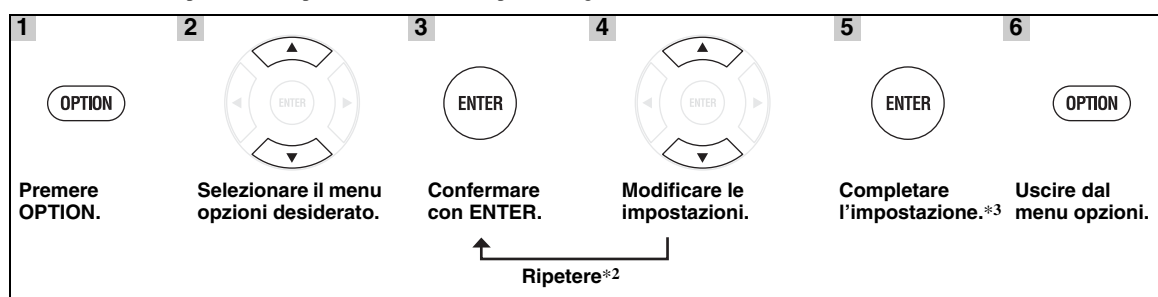 1 2 3 4 5 6
OPTION ENTER ENTER ENTER ENTER OPTION
Premere Selezionare il menu Confermare Modificare le Completare Uscire dal
OPTION. opzioni desiderato. con ENTER. impostazioni. l'impostazione.*3 menu opzioni.
Ripetere*2